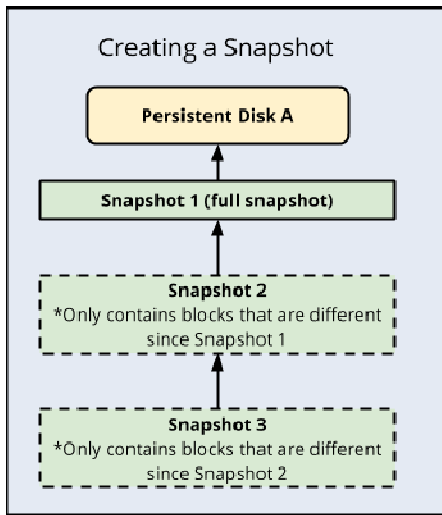 Creating a Snapshot
Persistent Disk A
Snapshot 1 (full snapshot)
Snapshot 2
*Only contains blocks that are different
since Snapshot 1
Snapshot 3
*Only contains blocks that are different
since Snapshot 2